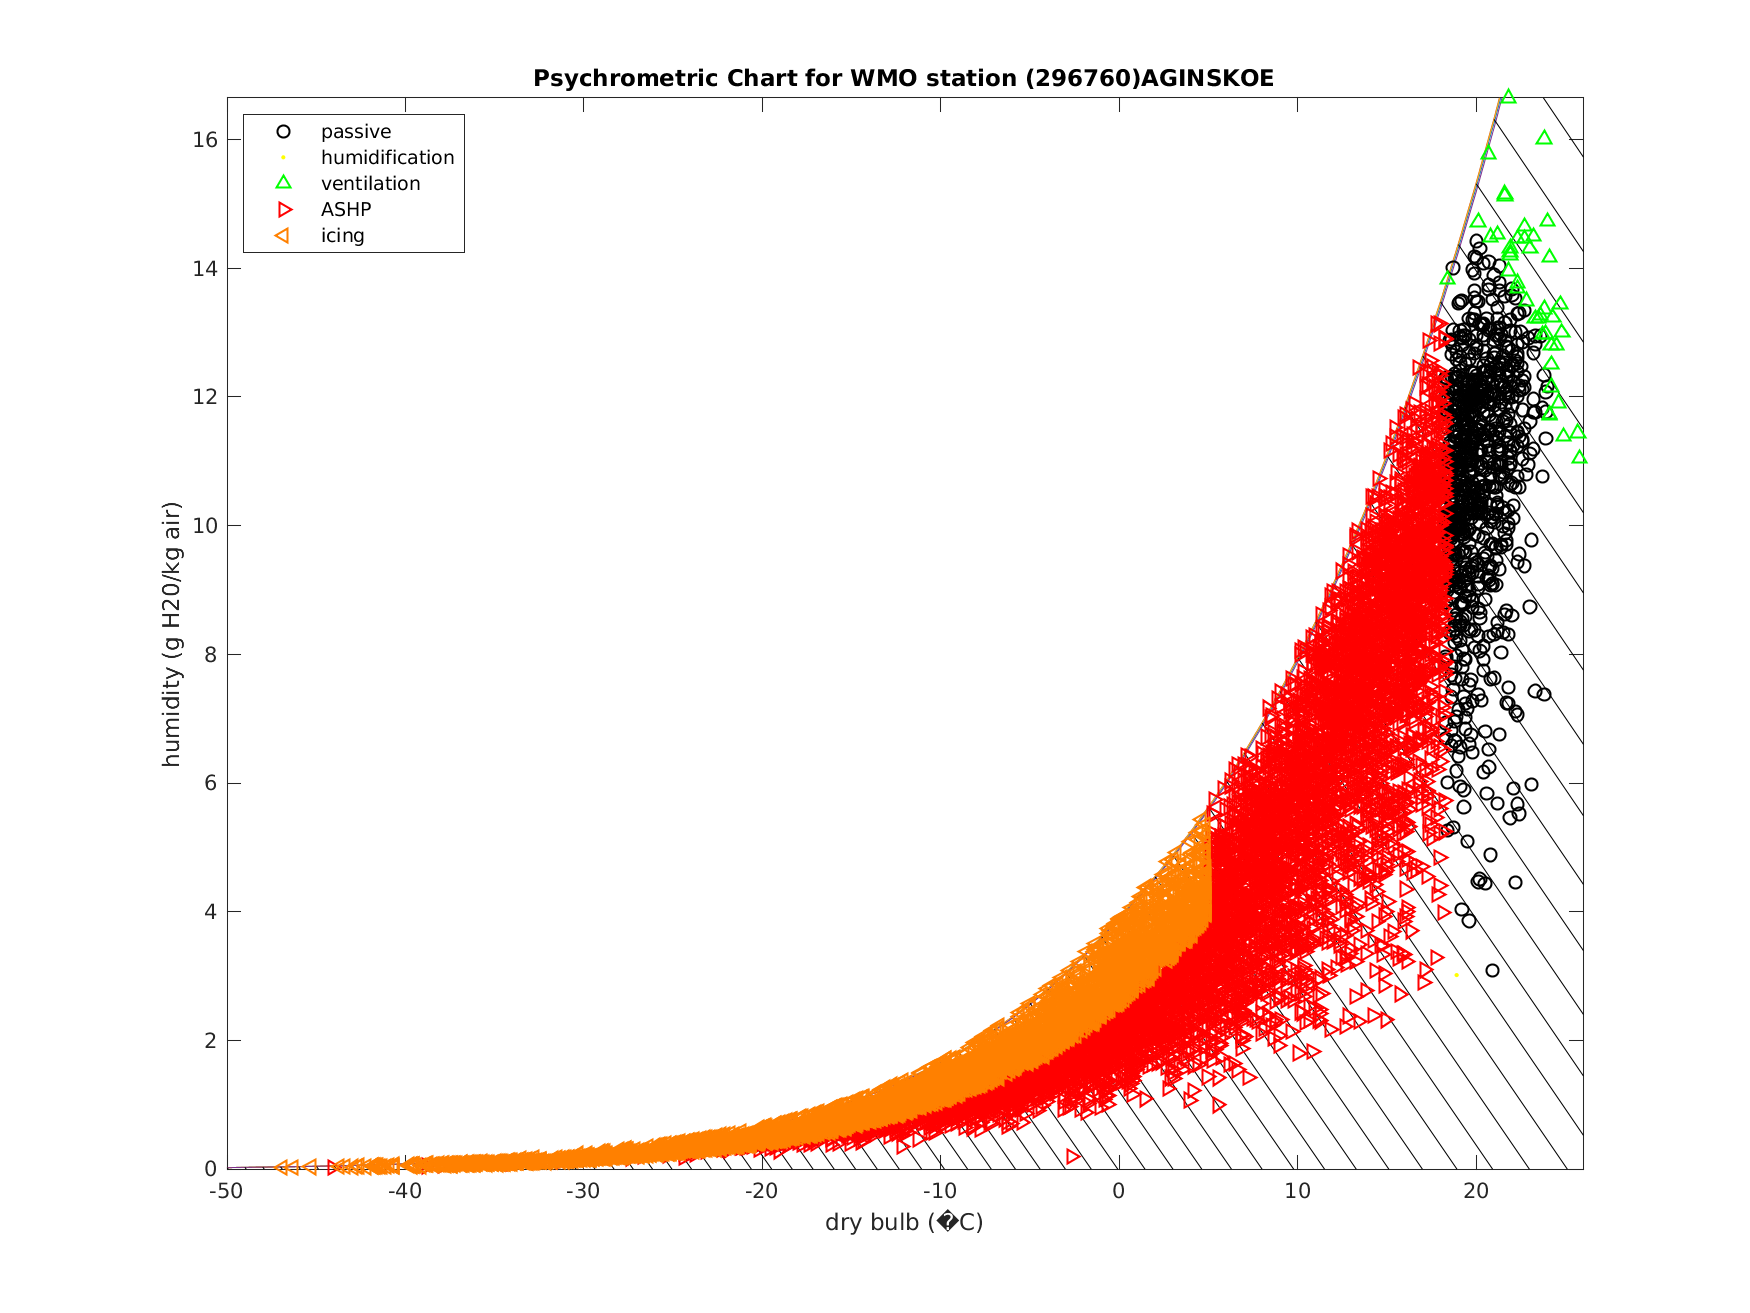 Psychrometric Chart for WMO station (296760)AGINSKOE
passive
humidification
ventilation
ASHP
icing
16
14
12
10
8
6
4
2
0
humidity (g H20/kg air)
-50
-40
-30
-20
-10
0
10
20
dry bulb (�C)